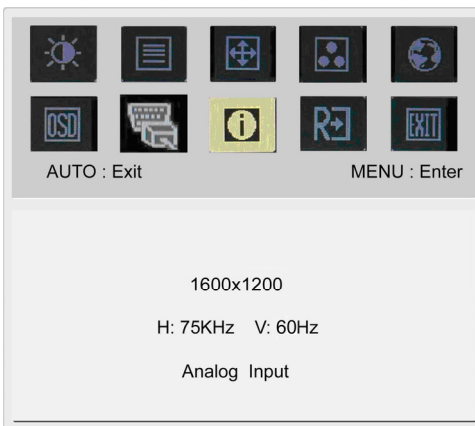 OSD
R
EXIT
AUTO : Exit
MENU : Enter
1600x1200
H: 75KHz V: 60Hz
Analog Input